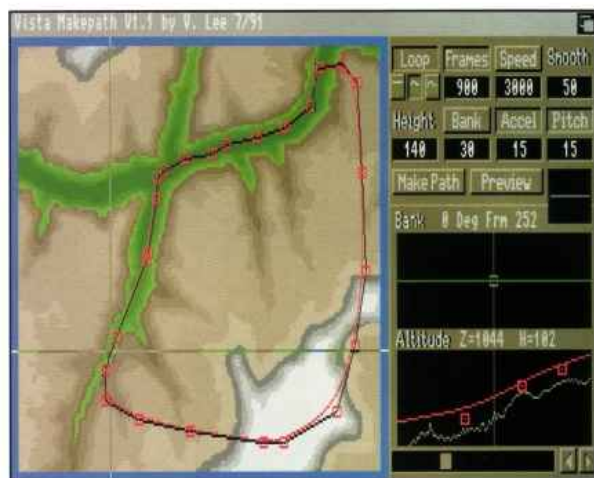 Vista Makepath V1.1 by V. Lee 7/91
Loop Frames Speed Smooth
900 3000 50
Height Bank Accel Pitch
140 30 15 15
Make Path Preview
Bank 0 Deg Frm 252
Altitude Z=1044 H=102